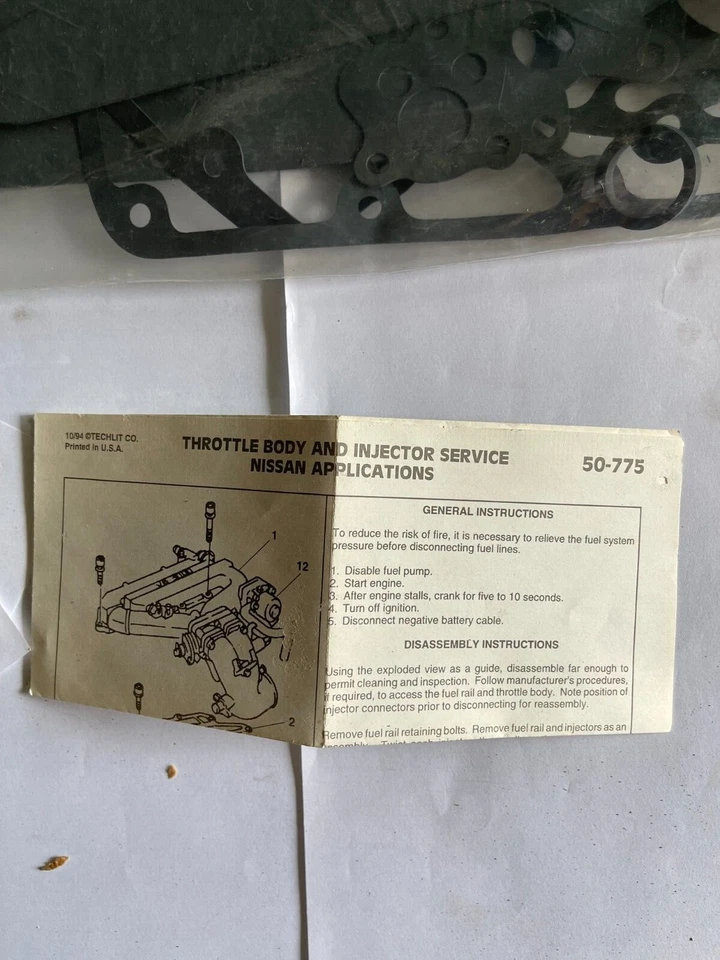 10/94 ©TECHLIT CO.
Printed in U.S.A.
THROTTLE BODY AND INJECTOR SERVICE
NISSAN APPLICATIONS
50-775
1
12
2
GENERAL INSTRUCTIONS
To reduce the risk of fire, it is necessary to relieve the fuel system
pressure before disconnecting fuel lines.
1. Disable fuel pump.
2. Start engine.
3. After engine stalls, crank for five to 10 seconds.
4. Turn off ignition.
5. Disconnect negative battery cable.
DISASSEMBLY INSTRUCTIONS
Using the exploded view as a guide, disassemble far enough to
permit cleaning and inspection. Follow manufacturer's procedures,
if required, to access the fuel rail and throttle body. Note position of
injector connectors prior to disconnecting for reassembly.
Remove fuel rail retaining bolts. Remove fuel rail and injectors as an